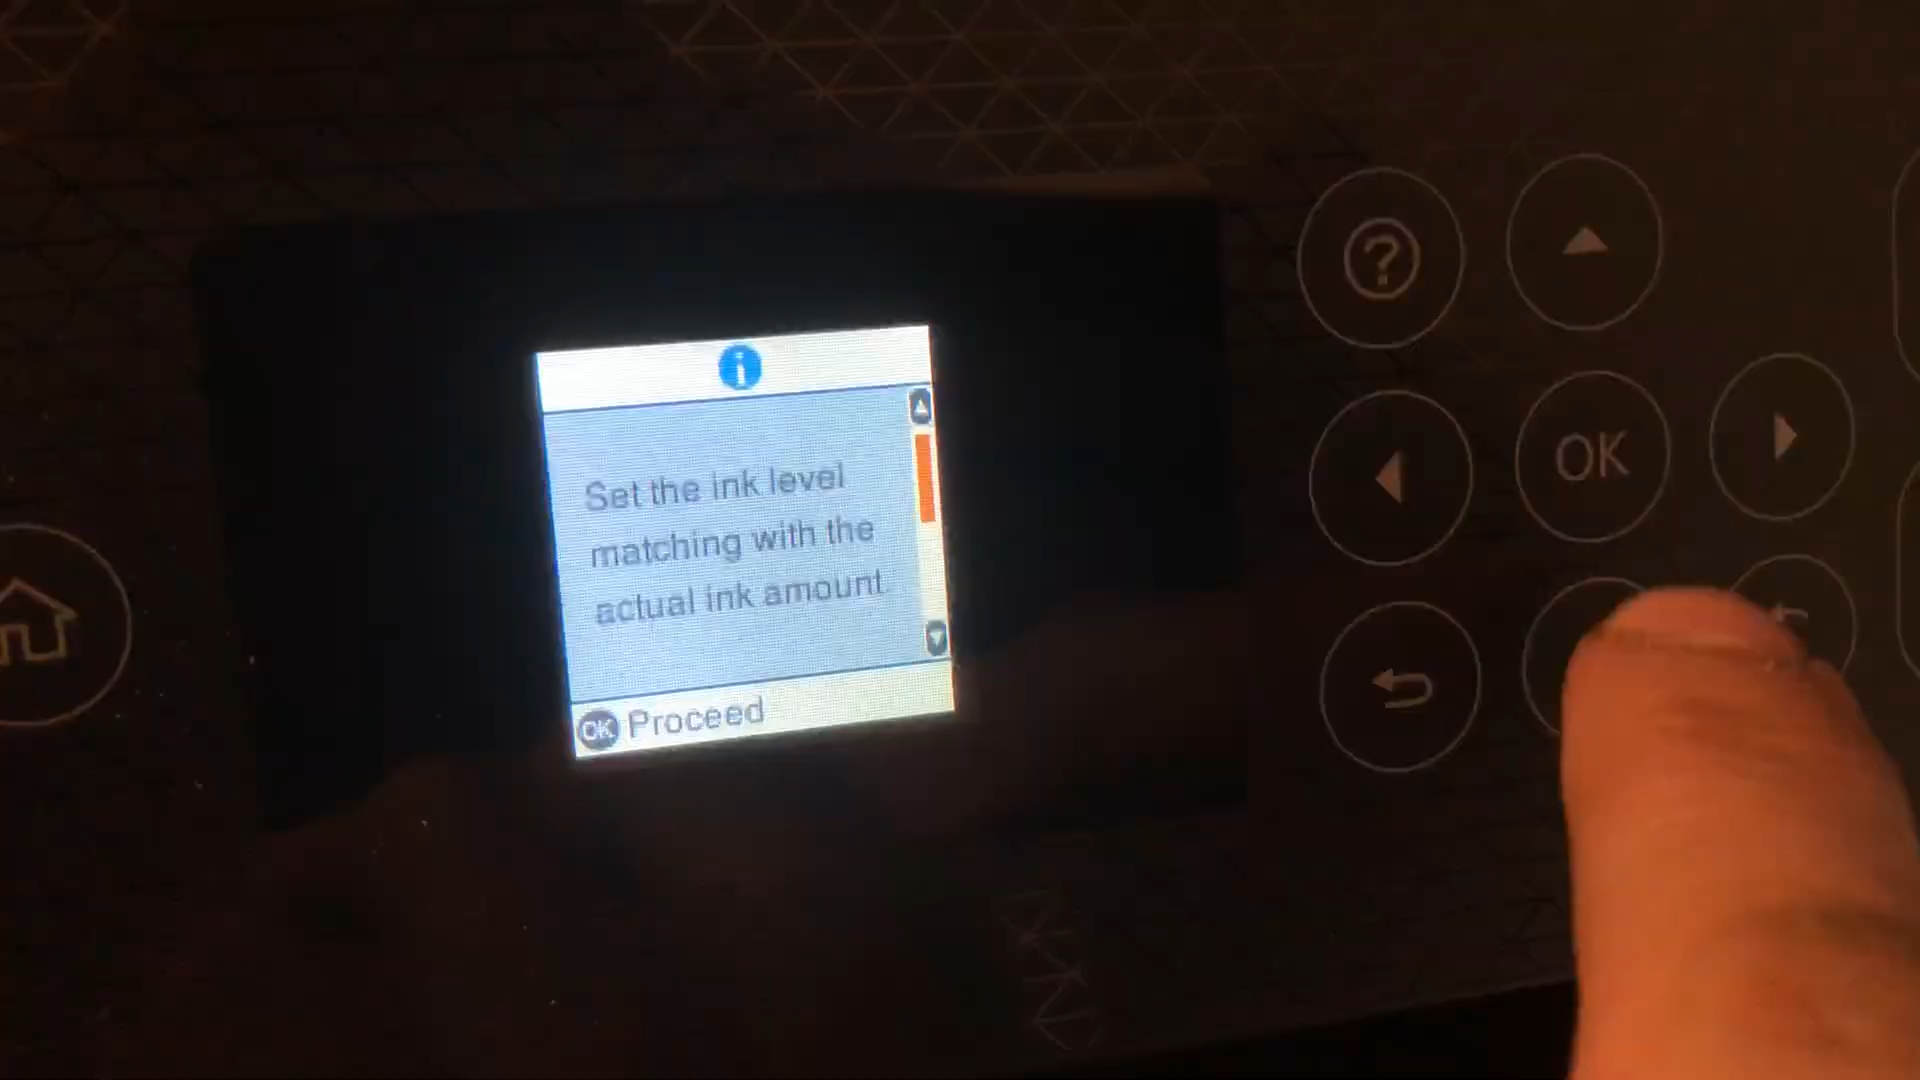 i
Set the ink level
matching with the
actual ink amount.
OK Proceed
?
OK